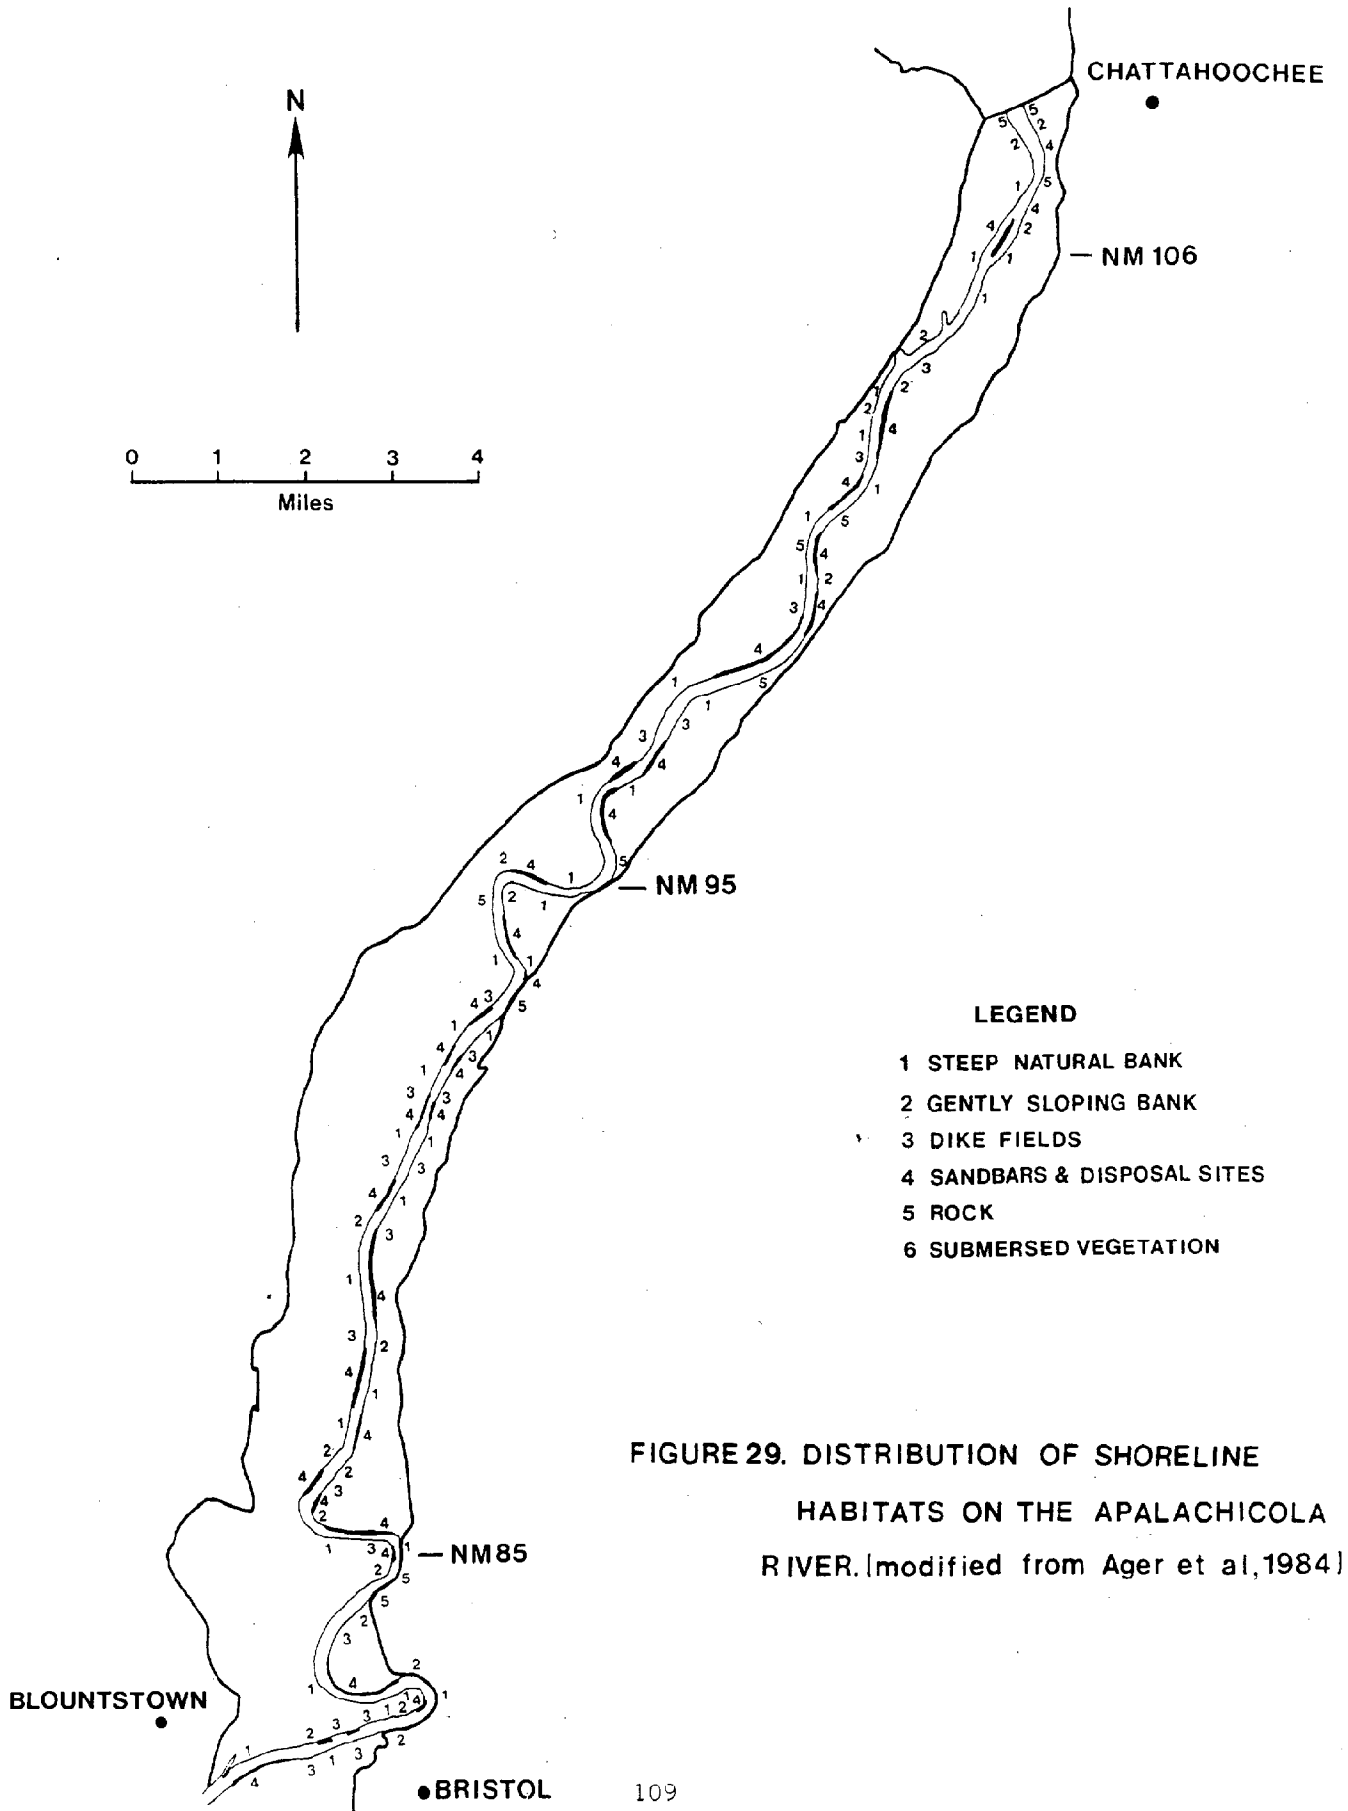 CHATTAHOOCHEE
N
NM 106
0 1 2 3 4
Miles
NM 95
LEGEND
1 STEEP NATURAL BANK
2 GENTLY SLOPING BANK
3 DIKE FIELDS
4 SANDBARS & DISPOSAL SITES
5 ROCK
6 SUBMERSED VEGETATION
FIGURE 29. DISTRIBUTION OF SHORELINE
HABITATS ON THE APALACHICOLA
RIVER. [modified from Ager et al, 1984]
NM85
BLOUNTSTOWN
BRISTOL
109